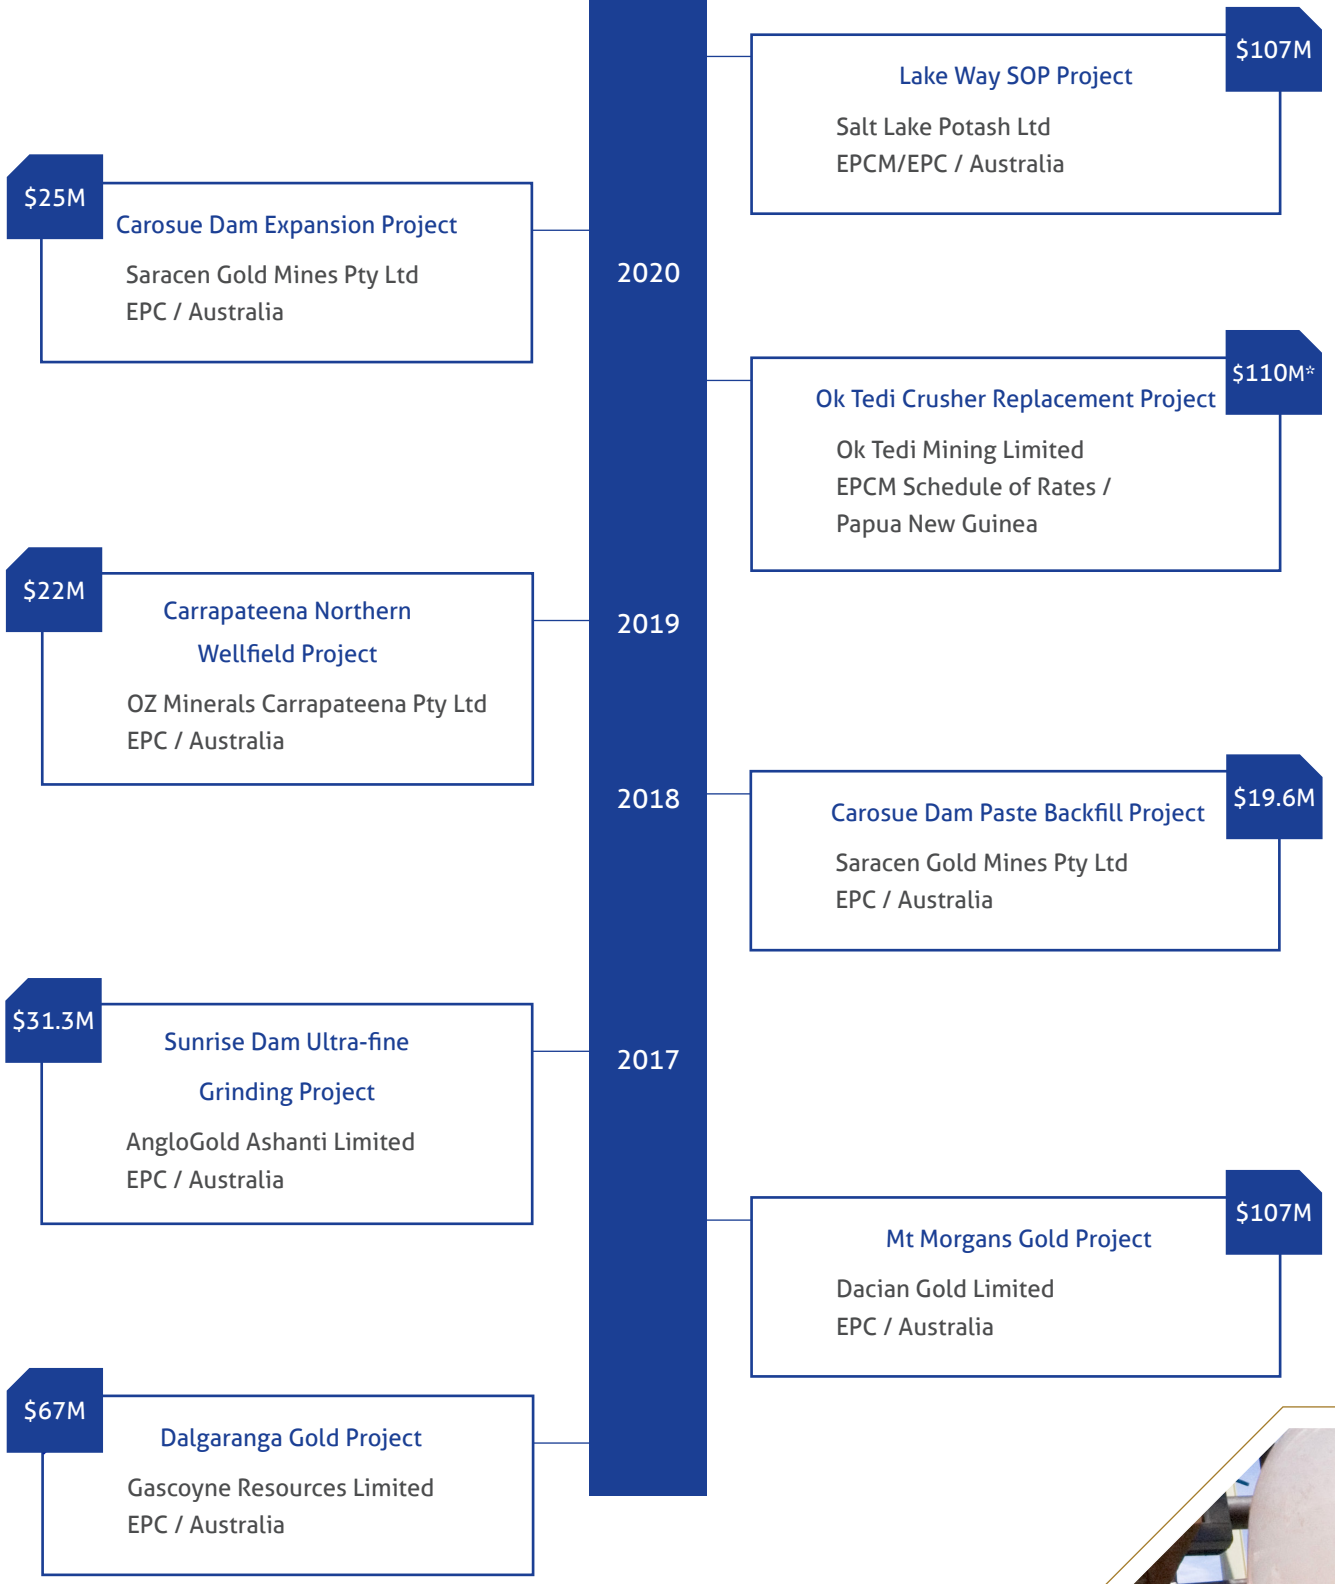 $107M
Lake Way SOP Project
Salt Lake Potash Ltd
EPCM/EPC / Australia
$25M
Carosue Dam Expansion Project
Saracen Gold Mines Pty Ltd
EPC / Australia
2020
$110M*
Ok Tedi Crusher Replacement Project
Ok Tedi Mining Limited
EPCM Schedule of Rates /
Papua New Guinea
$22M
Carrapateena Northern
Wellfield Project
OZ Minerals Carrapateena Pty Ltd
EPC / Australia
2019
2018
$19.6M
Carosue Dam Paste Backfill Project
Saracen Gold Mines Pty Ltd
EPC / Australia
$31.3M
Sunrise Dam Ultra-fine
Grinding Project
AngloGold Ashanti Limited
EPC / Australia
2017
$107M
Mt Morgans Gold Project
Dacian Gold Limited
EPC / Australia
$67M
Dalgaranga Gold Project
Gascoyne Resources Limited
EPC / Australia